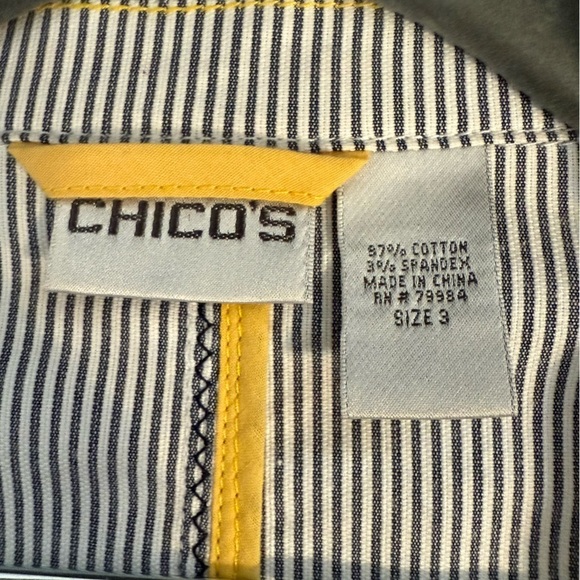 CHICO'S
97% COTTON
3% SPANDEX
MADE IN CHINA
RN # 79984
SIZE 3